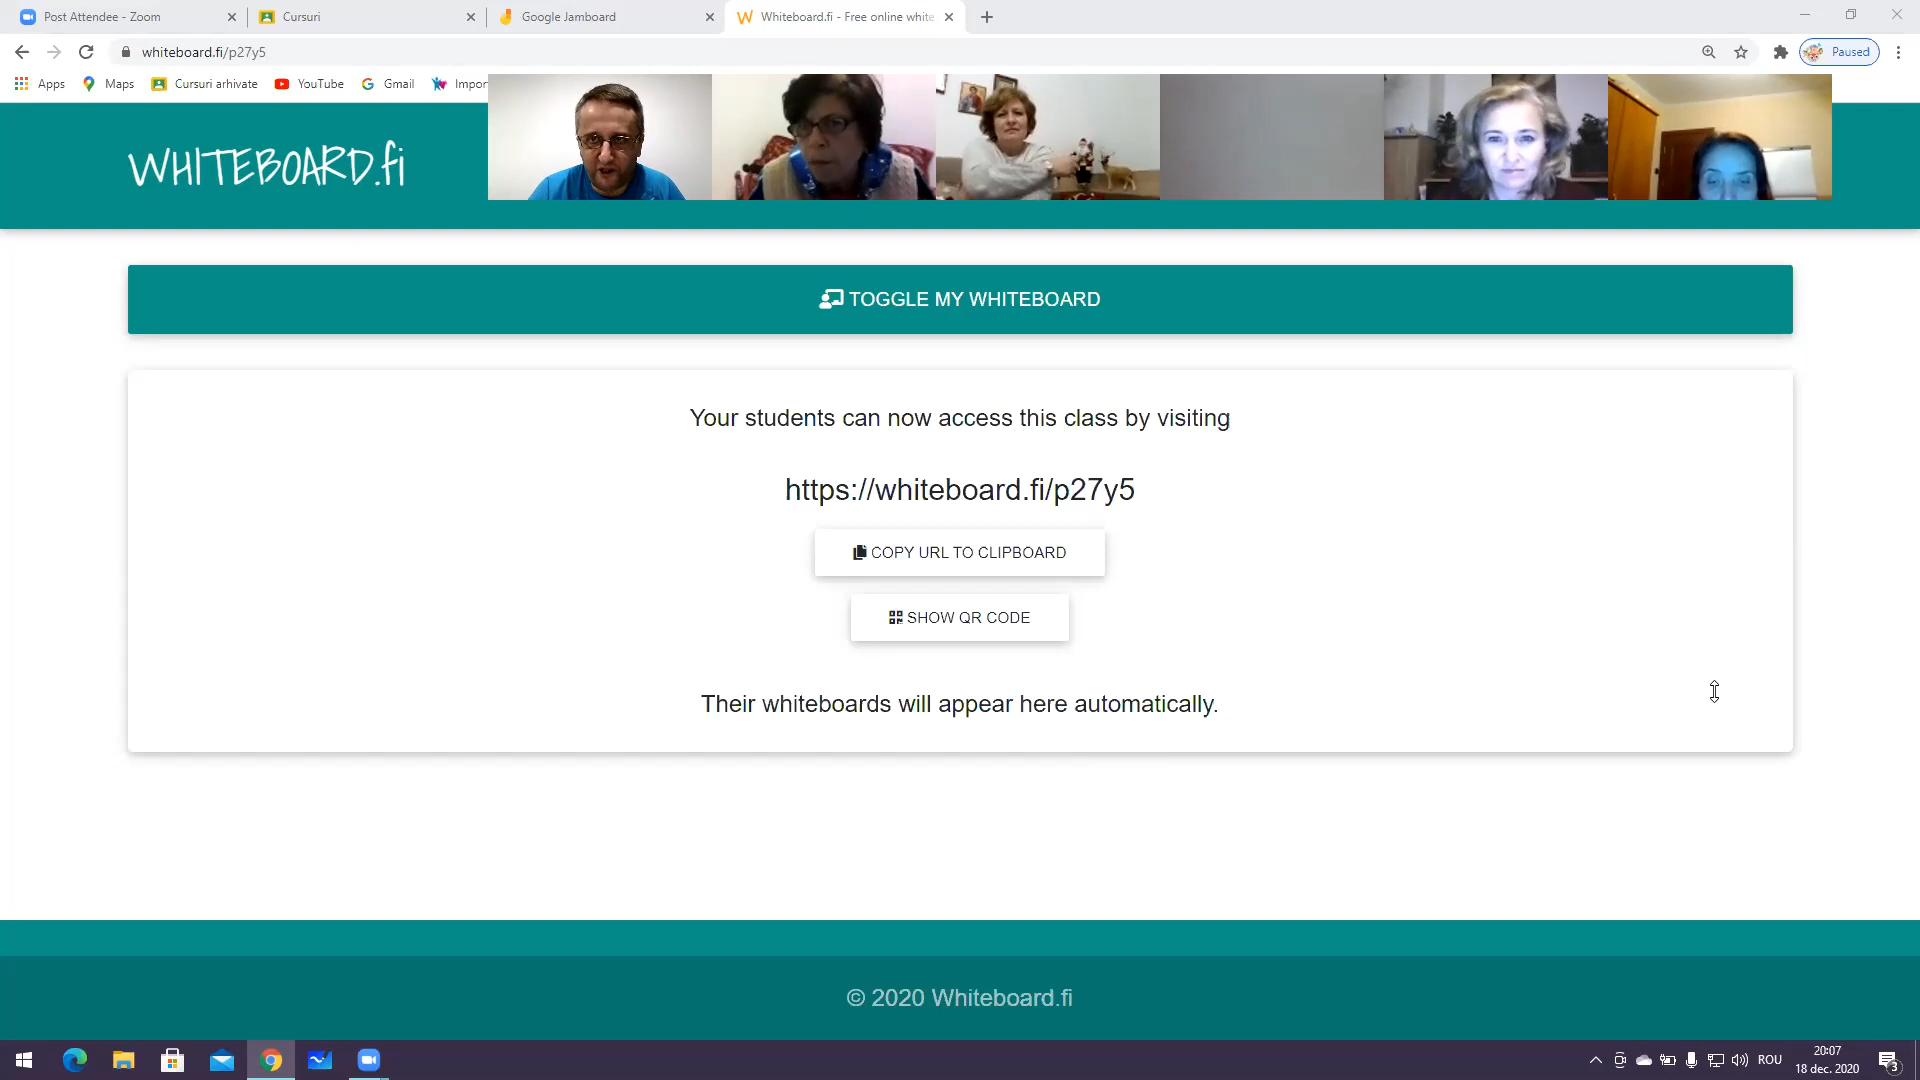 Post Attendee - Zoom
Cursuri
Google Jamboard
Whiteboard.fi - Free online white
whiteboard.fi/p27y5
Paused
Apps
Maps
Cursuri arhivate
YouTube
Gmail
Impor
WHITEBOARD.fi
TOGGLE MY WHITEBOARD
Your students can now access this class by visiting
https://whiteboard.fi/p27y5
COPY URL TO CLIPBOARD
SHOW QR CODE
Their whiteboards will appear here automatically.
© 2020 Whiteboard.fi
ROU
20:07
18 dec. 2020
3